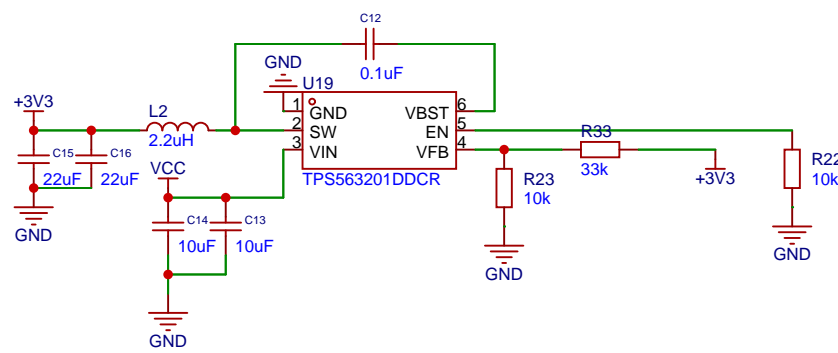 C12
0.1uF
GND
U19
+3V3
L2
2.2uH
1
GND
VBST
6
2
SW
EN
5
3
VIN
VFB
4
TPS563201DDCR
R33
33k
R22
10k
C15
22uF
C16
22uF
VCC
R23
10k
+3V3
C14
10uF
C13
10uF
GND
GND
GND
GND